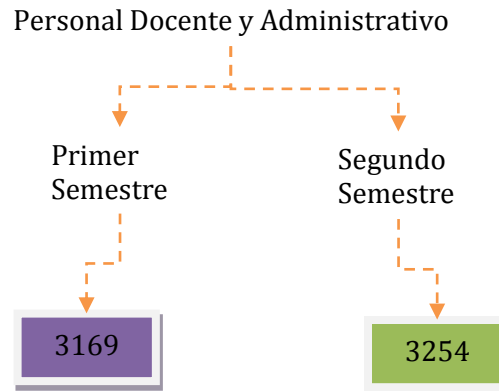 Personal Docente y Administrativo
Primer
Semestre
Segundo
Semestre
3169
3254